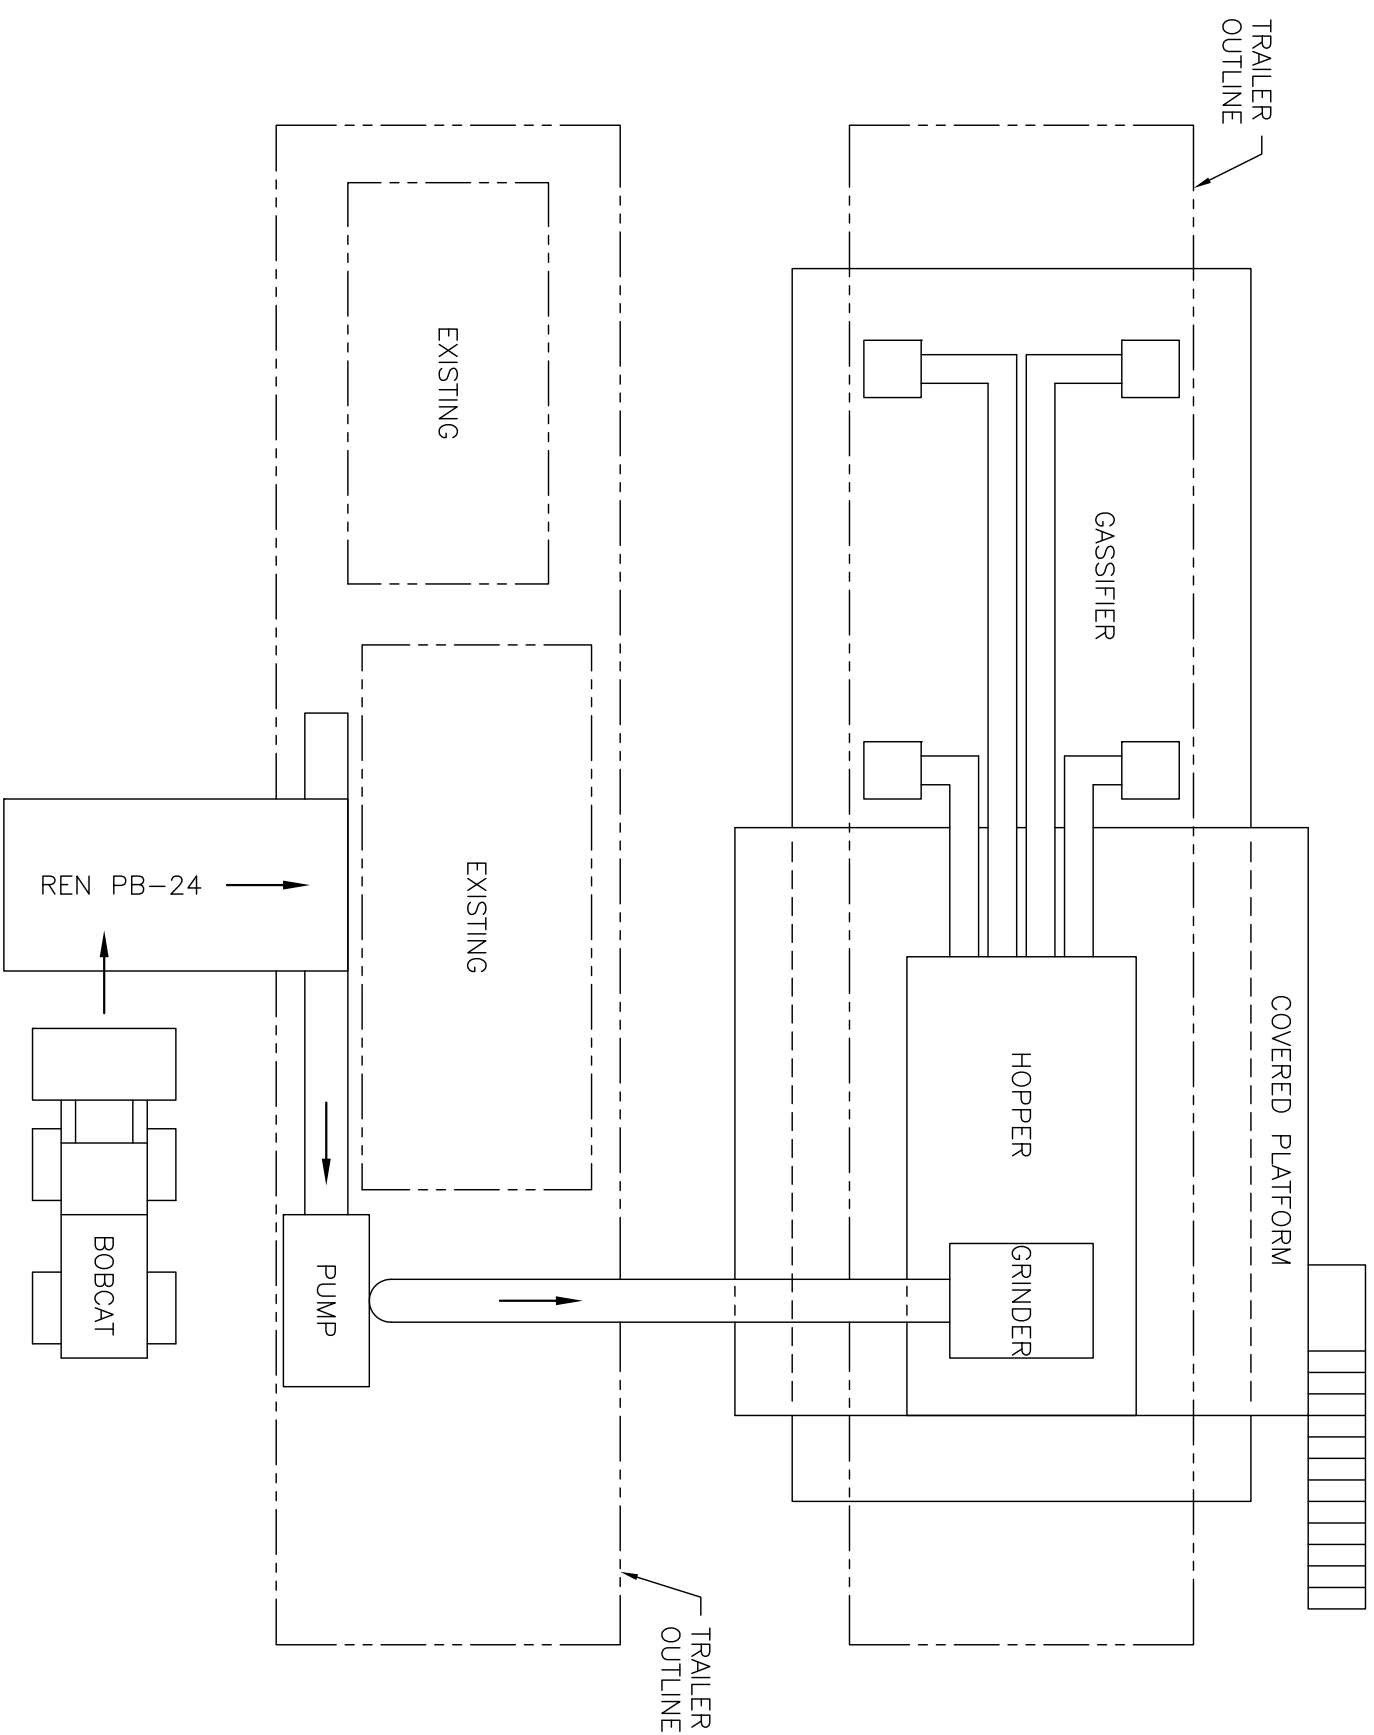 TRAILER
OUTLINE
GASSIFIER
COVERED PLATFORM
HOPPER
GRINDER
EXISTING
EXISTING
REN PB-24
PUMP
BOBCAT
TRAILER
OUTLINE